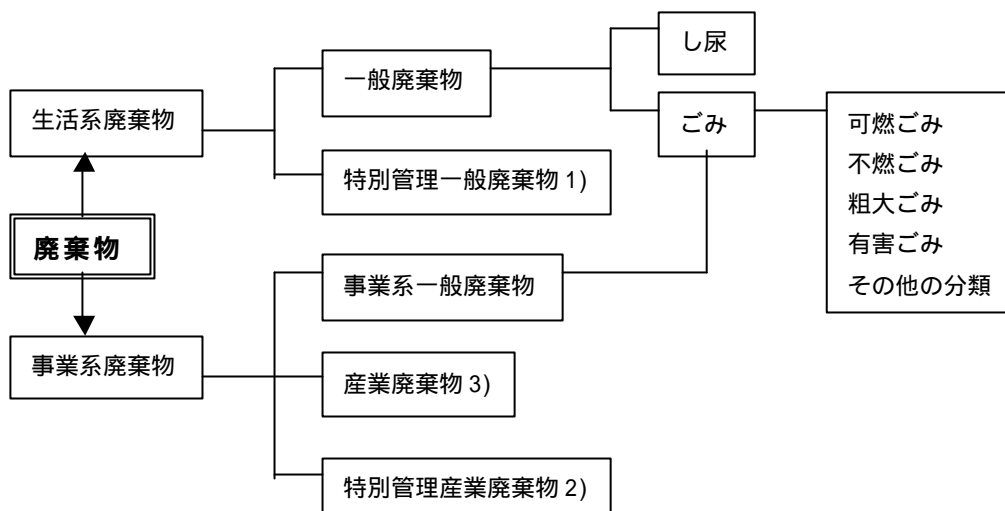 し尿
一般廃棄物
生活系廃棄物
ごみ
可燃ごみ
不燃ごみ
粗大ごみ
有害ごみ
その他の分類
特別管理一般廃棄物 1)
廃棄物
事業系一般廃棄物
事業系廃棄物
産業廃棄物 3)
特別管理産業廃棄物 2)